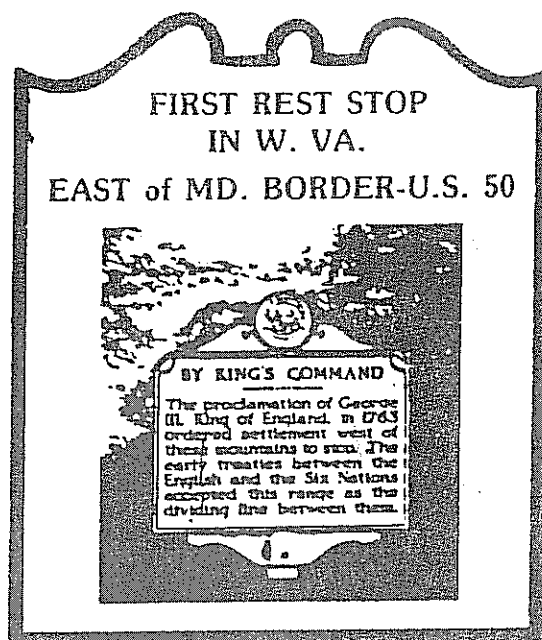 FIRST REST STOP
IN W. VA.
EAST of MD. BORDER-U.S. 50
BY KING'S COMMAND
The proclamation of George
III, King of England, in 1763
ordered settlement west of
these mountains to stop. The
early treaties between the
English and the Six Nations
accepted this range as the
dividing line between them.